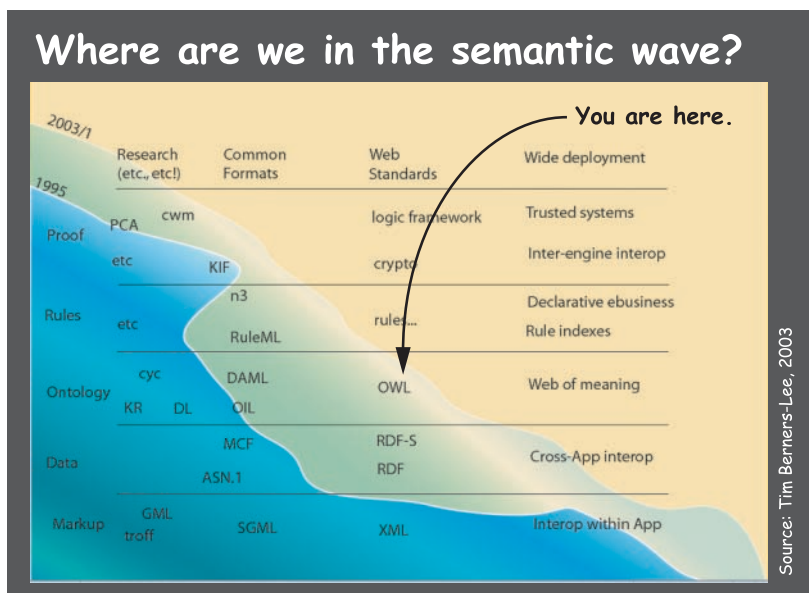 Where are we in the semantic wave?
You are here.
2003/1
Research
(etc., etc!)
Common
Formats
Web
Standards
Wide deployment
1995
Proof
PCA
cwm
logic framework
Trusted systems
etc
KIF
crypto
Inter-engine interop
Rules
etc
n3
RuleML
rules...
Declarative ebusiness
Rule indexes
Ontology
cyc
KR
DL
DAML
OIL
OWL
Web of meaning
Data
MCF
ASN.1
RDF-S
RDF
Cross-App interop
Markup
GML
troff
SGML
XML
Interop within App
Source: Tim Berners-Lee, 2003